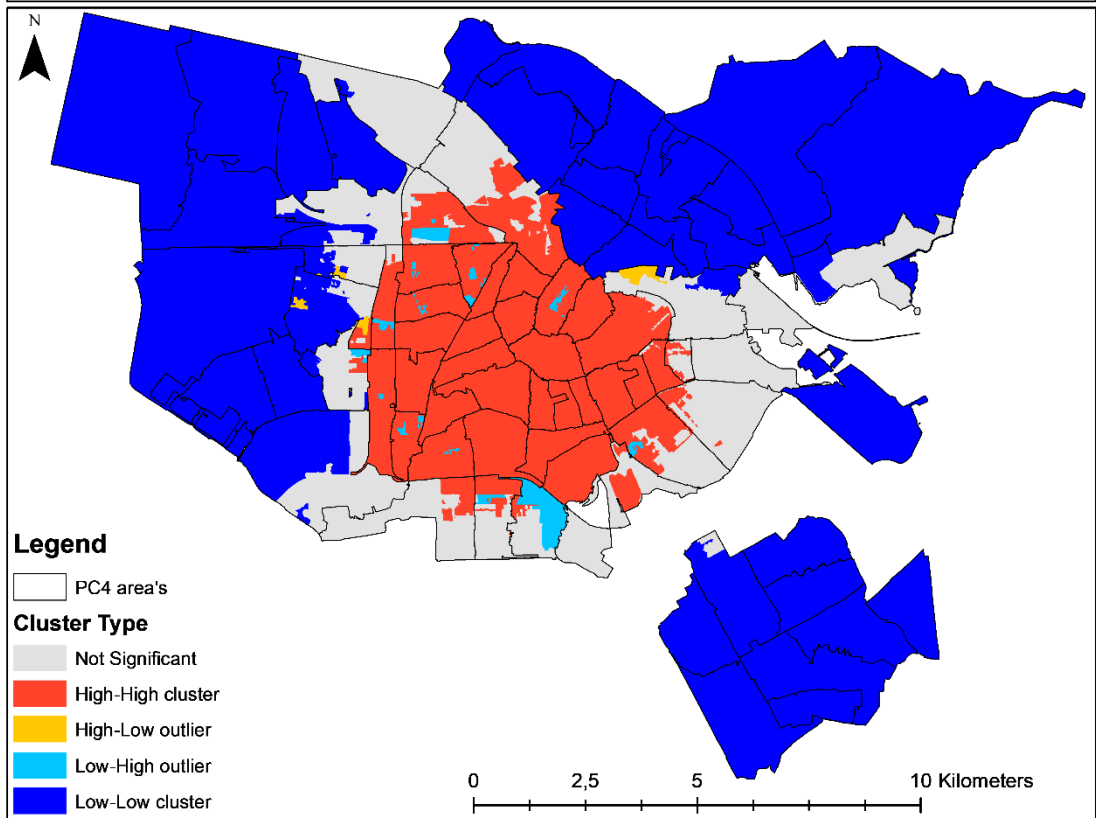 N
Legend
PC4 area's
Cluster Type
Not Significant
High-High cluster
High-Low outlier
Low-High outlier
Low-Low cluster
0 2,5 5 10 Kilometers